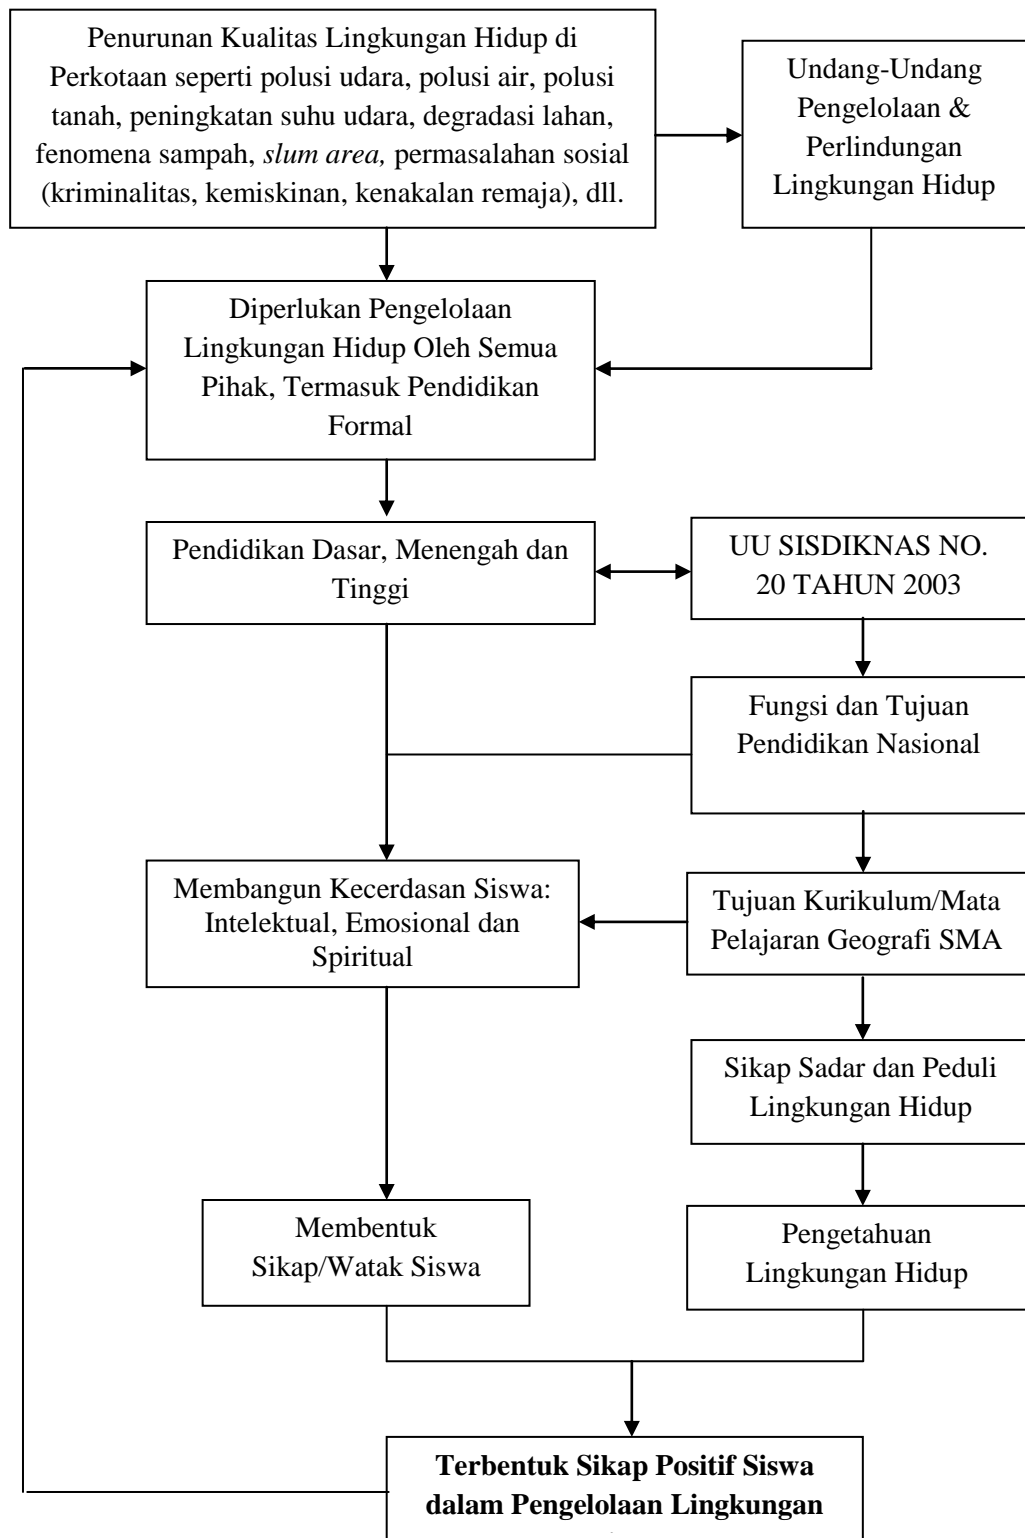 Penurunan Kualitas Lingkungan Hidup di
Perkotaan seperti polusi udara, polusi air, polusi
tanah, peningkatan suhu udara, degradasi lahan,
fenomena sampah, slum area, permasalahan sosial
(kriminalitas, kemiskinan, kenakalan remaja), dll.
Undang-Undang
Pengelolaan &
Perlindungan
Lingkungan Hidup
Diperlukan Pengelolaan
Lingkungan Hidup Oleh Semua
Pihak, Termasuk Pendidikan
Formal
Pendidikan Dasar, Menengah dan
Tinggi
UU SISDIKNAS NO.
20 TAHUN 2003
Fungsi dan Tujuan
Pendidikan Nasional
Membangun Kecerdasan Siswa:
Intelektual, Emosional dan
Spiritual
Tujuan Kurikulum/Mata
Pelajaran Geografi SMA
Sikap Sadar dan Peduli
Lingkungan Hidup
Membentuk
Sikap/Watak Siswa
Pengetahuan
Lingkungan Hidup
Terbentuk Sikap Positif Siswa
dalam Pengelolaan Lingkungan